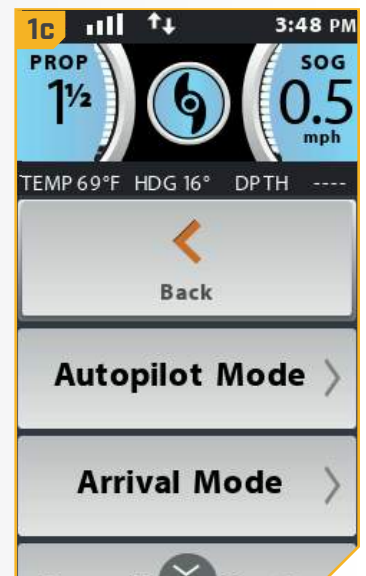 1c 3:48 PM
PROP SOG
1½ 0.5
mph
TEMP 69°F HDG 16° DPTH ----
Back
Autopilot Mode
Arrival Mode